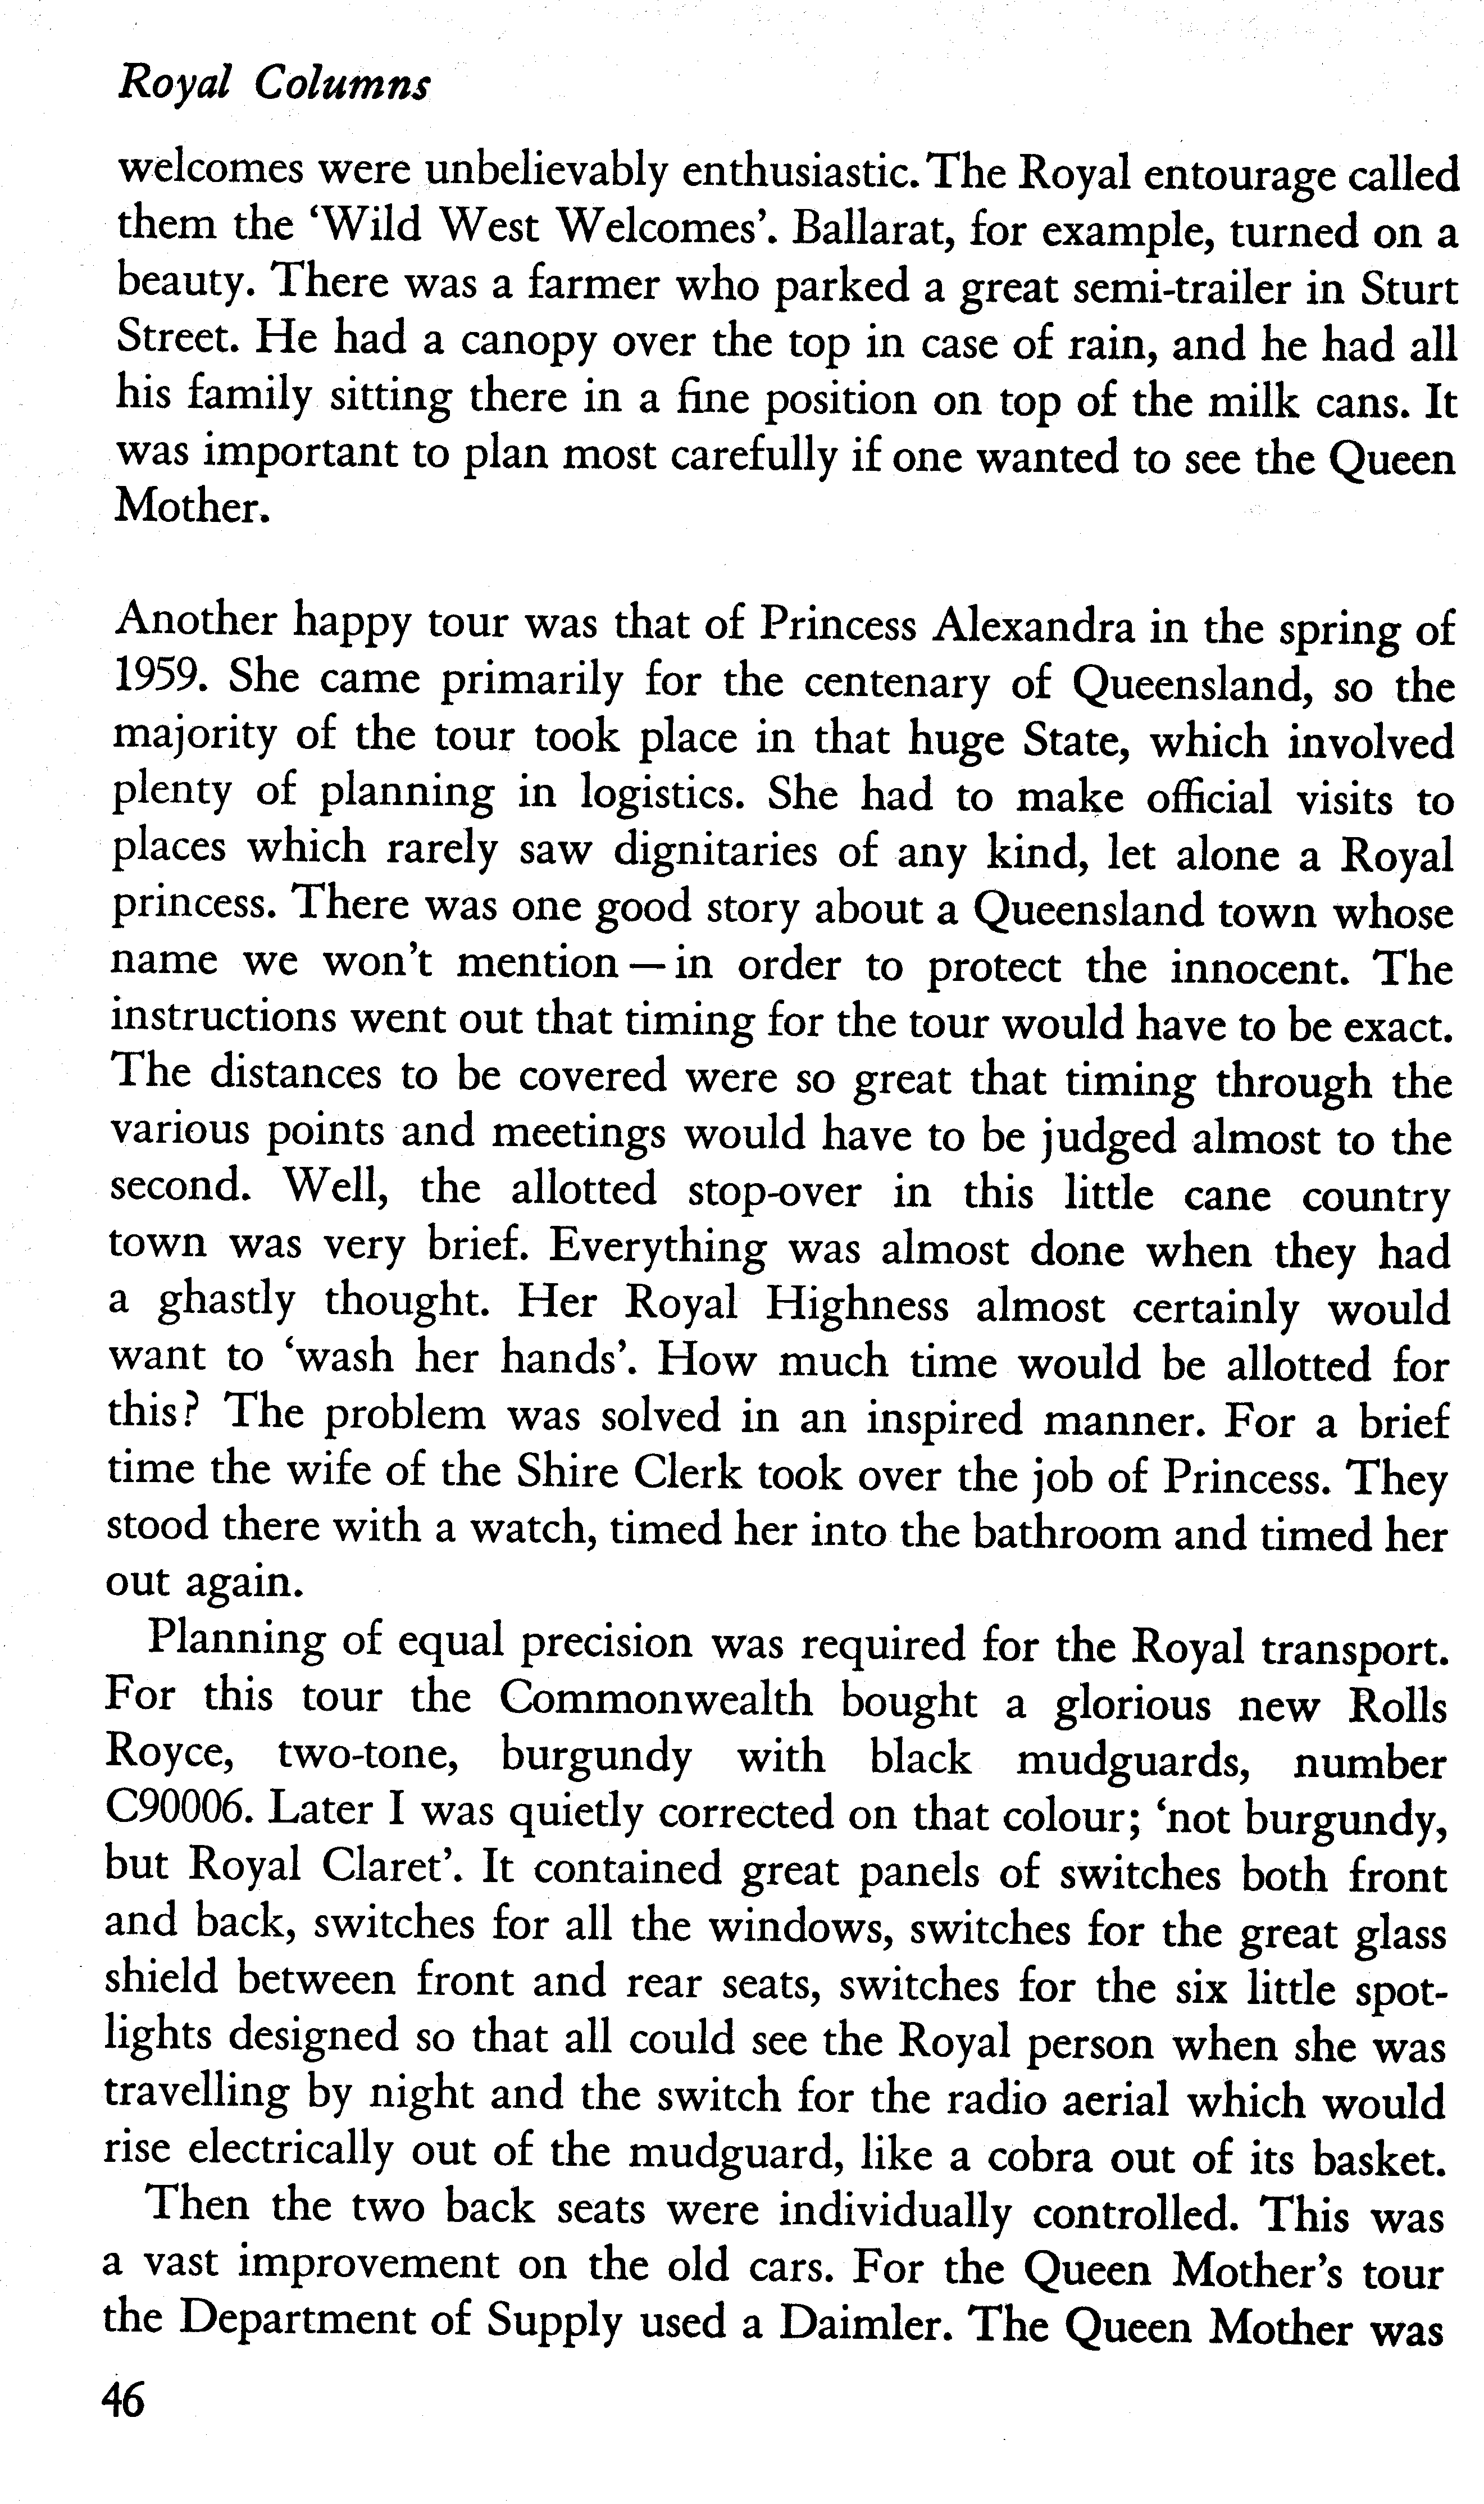 Royal Columns
welcomes were unbelievably enthusiastic. The Royal entourage called
them the ‘Wild West Welcomes’. Ballarat, for example, turned on a
beauty. There was a farmer who parked a great semi-trailer in Sturt
Street. He had a canopy over the top in case of rain, and he had all
his family sitting there in a fine position on top of the milk cans. It
was important to plan most carefully if one wanted to see the Queen
Mother.
Another happy tour was that of Princess Alexandra in the spring of
1959. She came primarily for the centenary of Queensland, so the
majority of the tour took place in that huge State, which involved
plenty of planning in logistics. She had to make official visits to
places which rarely saw dignitaries of any kind, let alone a Royal
princess. There was one good story about a Queensland town whose
name we won’t mention — in order to protect the innocent. The
instructions went out that timing for the tour would have to be exact.
The distances to be covered were so great that timing through the
various points and meetings would have to be judged almost to the
second. Well, the allotted stop-over in this little cane country
town was very brief. Everything was almost done when they had
a ghastly thought. Her Royal Highness almost certainly would
want to ‘wash her hands’. How much time would be allotted for
this? The problem was solved in an inspired manner. For a brief
time the wife of the Shire Clerk took over the job of Princess. They
stood there with a watch, timed her into the bathroom and timed her
out again.
Planning of equal precision was required for the Royal transport.
For this tour the Commonwealth bought a glorious new Rolls
Royce, two-tone, burgundy with black mudguards, number
C90006. Later I was quietly corrected on that colour; ‘not burgundy,
but Royal Claret’. It contained great panels of switches both front
and back, switches for all the windows, switches for the great glass
shield between front and rear seats, switches for the six little spot-
lights designed so that all could see the Royal person when she was
travelling by night and the switch for the radio aerial which would
rise electrically out of the mudguard, like a cobra out of its basket.
Then the two back seats were individually controlled. This was
a vast improvement on the old cars. For the Queen Mother’s tour
the Department of Supply used a Daimler. The Queen Mother was
46